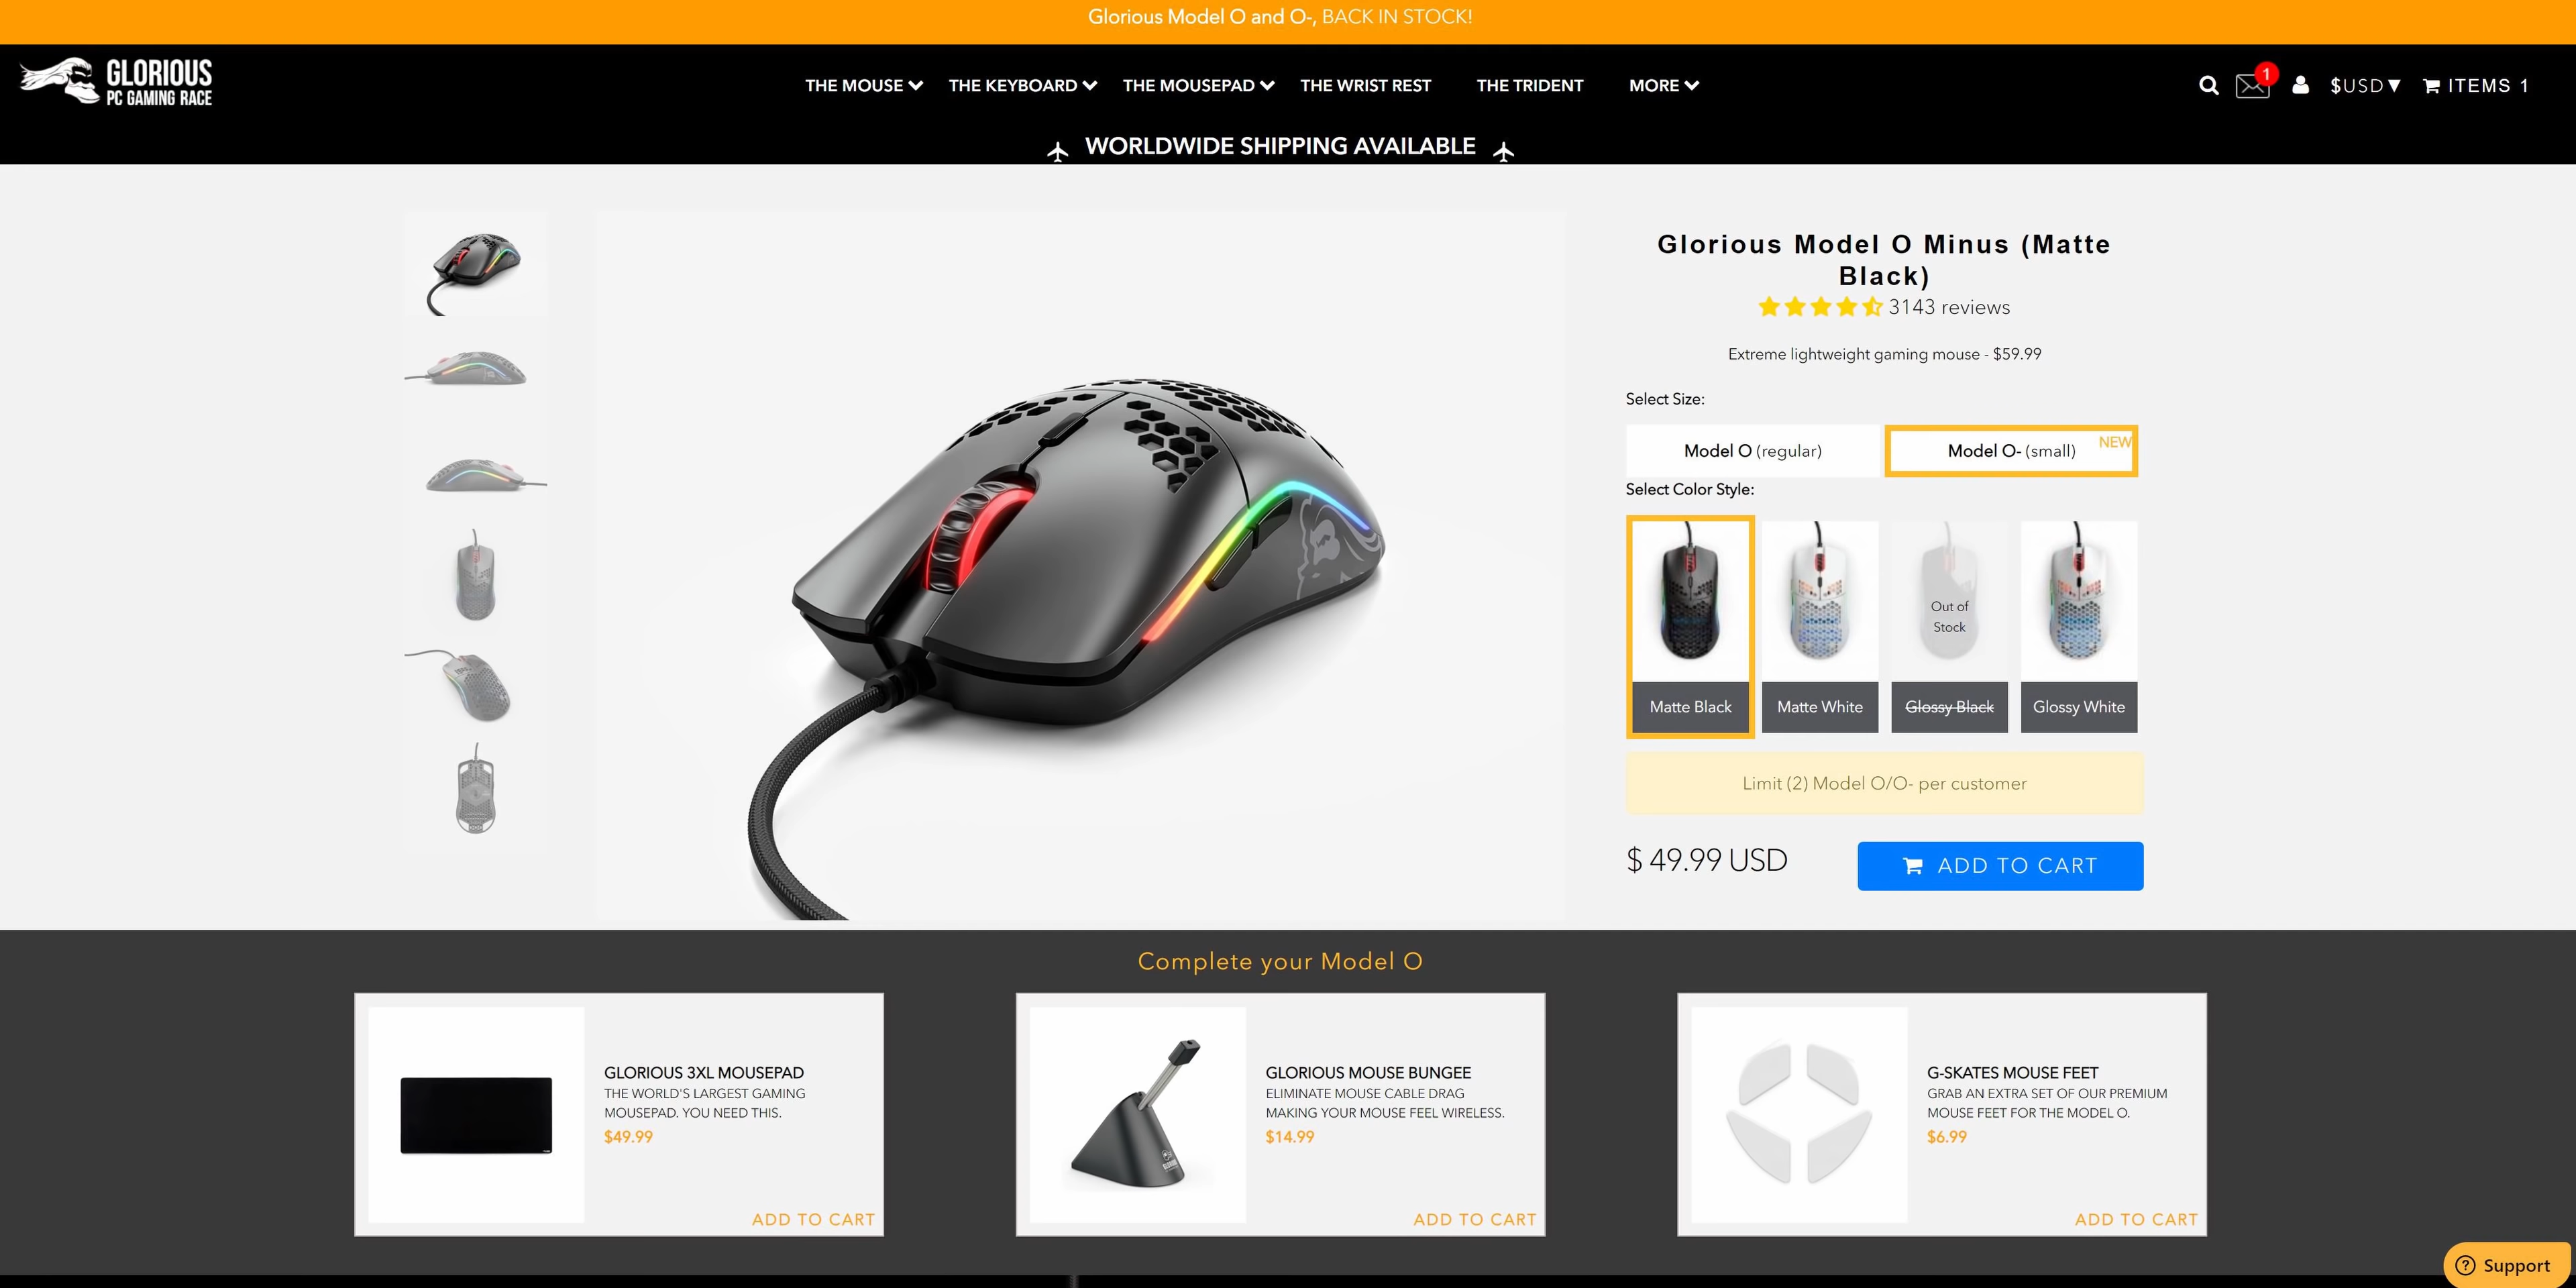 Glorious Model O and O-, BACK IN STOCK!
GLORIOUS
PC GAMING RACE
THE MOUSE
THE KEYBOARD
THE MOUSEPAD
THE WRIST REST
THE TRIDENT
MORE
1
$USD▼
ITEMS 1
WORLDWIDE SHIPPING AVAILABLE
Glorious Model O Minus (Matte
Black)
3143 reviews
Extreme lightweight gaming mouse - $59.99
Select Size:
Model O (regular)
Model O- (small)
NEW
Select Color Style:
Out of
Stock
Matte Black
Matte White
Glossy Black
Glossy White
Limit (2) Model O/O- per customer
$ 49.99 USD
ADD TO CART
Complete your Model O
GLORIOUS 3XL MOUSEPAD
THE WORLD'S LARGEST GAMING
MOUSEPAD. YOU NEED THIS.
$49.99
ADD TO CART
GLORIOUS MOUSE BUNGEE
ELIMINATE MOUSE CABLE DRAG
MAKING YOUR MOUSE FEEL WIRELESS.
$14.99
ADD TO CART
G-SKATES MOUSE FEET
GRAB AN EXTRA SET OF OUR PREMIUM
MOUSE FEET FOR THE MODEL O.
$6.99
ADD TO CART
? Support